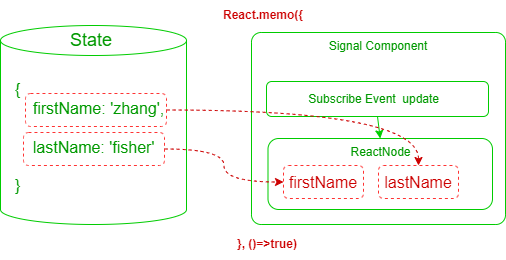 React.memo({
State
{
firstName: 'zhang',
lastName: 'fisher'
}
Signal Component
Subscribe Event  update
ReactNode
firstName
lastName
}, ()=>true)